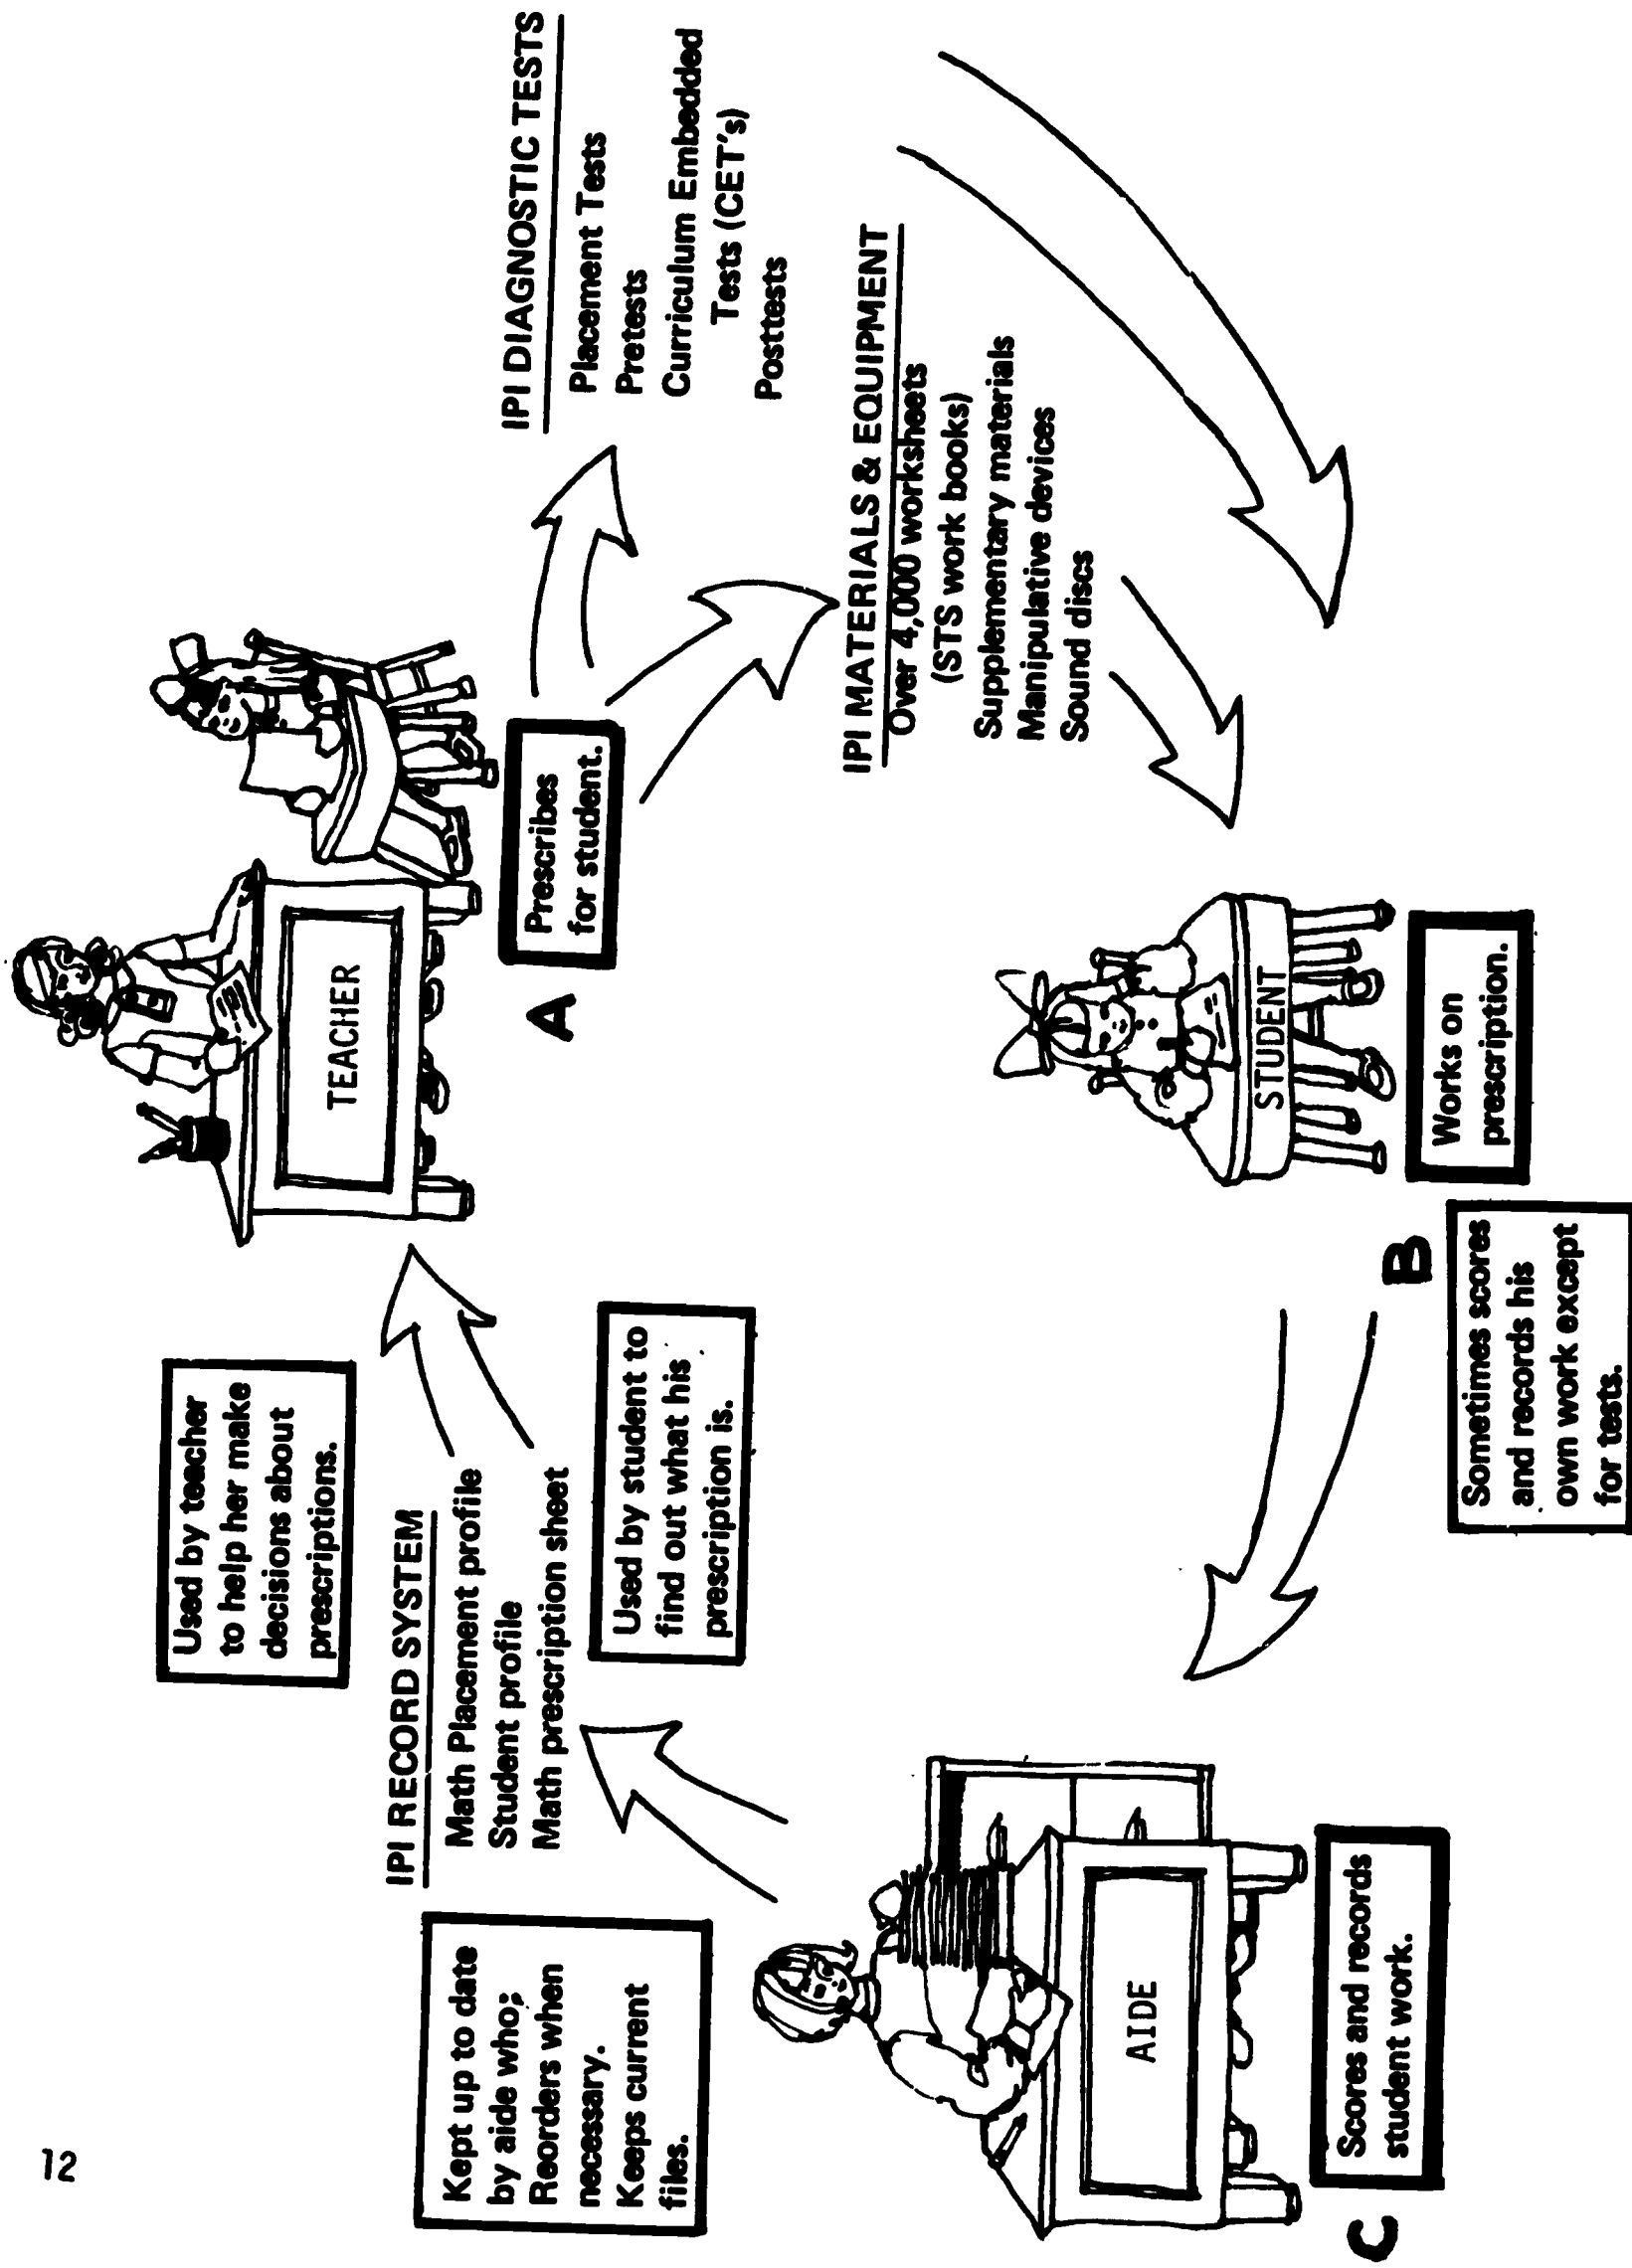 12
Used by teacher
to help her make
decisions about
prescriptions.
TEACHER
A
Prescribes
for student.
IPI DIAGNOSTIC TESTS
Placement Tests
Pretests
Curriculum Embedded
Tests (CET's)
Posttests
Kept up to date
by aide who;
Reorders when
necessary.
Keeps current
files.
IPI RECORD SYSTEM
Math Placement profile
Student profile
Math prescription sheet
Used by student to
find out what his
prescription is.
IPI MATERIALS & EQUIPMENT
Over 4,000 worksheets
(STS work books)
Supplementary materials
Manipulative devices
Sound discs
AIDE
C
Scores and records
student work.
STUDENT
B
Works on
prescription.
Sometimes scores
and records his
own work except
for tests.